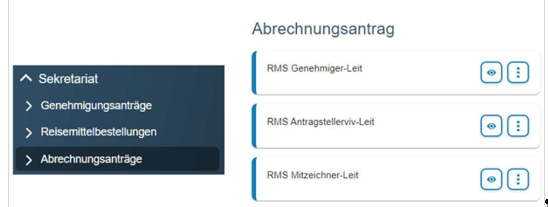 Abrechnungsantrag
Sekretariat
Genehmigungsanträge
Reisemittelbestellungen
Abrechnungsanträge
RMS Genehmiger-Leit
RMS Antragstellerviv-Leit
RMS Mitzeichner-Leit